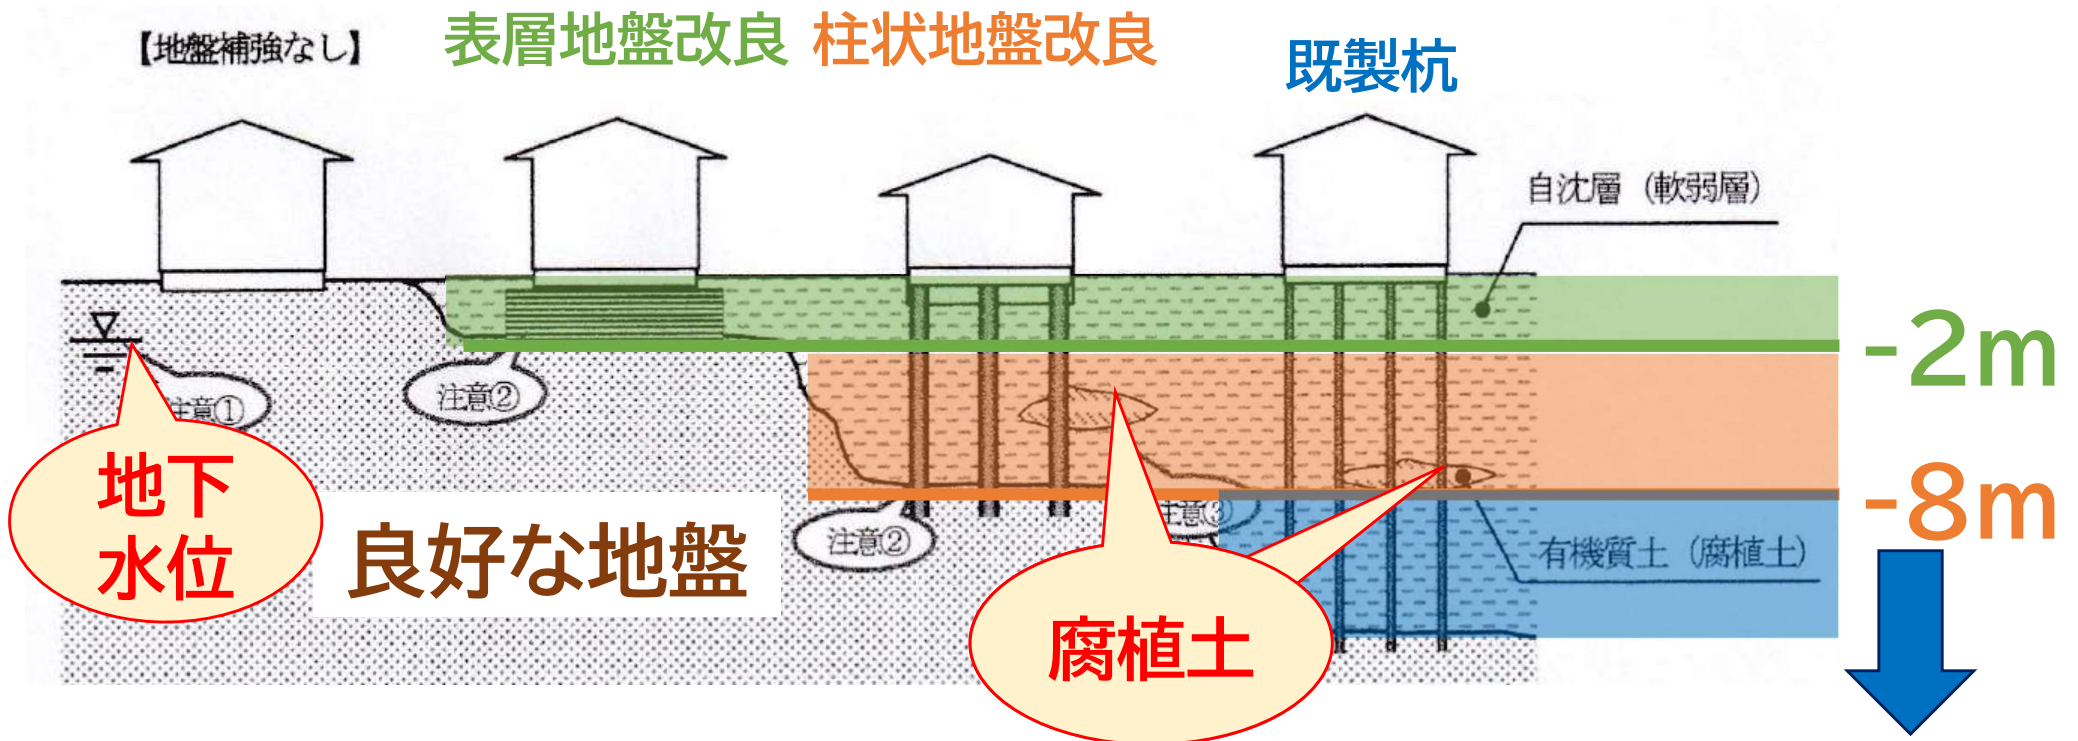 【地盤補強なし】
表層地盤改良
柱状地盤改良
既製杭
自沈層（軟弱層）
-2m
注意①
注意②
地下
水位
良好な地盤
-8m
注意②
注意③
有機質土（腐植土）
腐植土